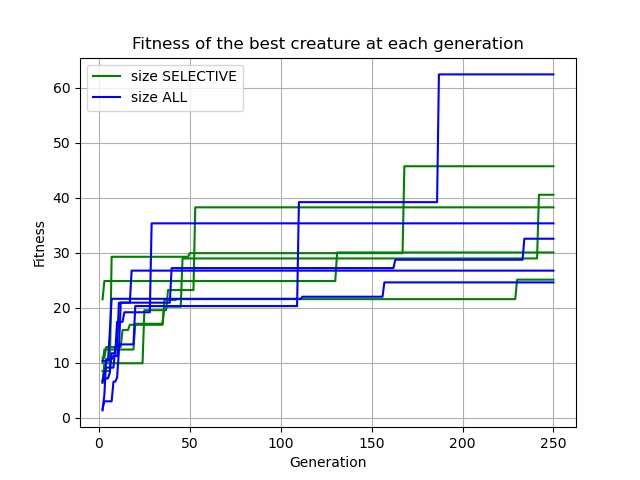 Fitness of the best creature at each generation
size SELECTIVE
size ALL
Fitness
60
50
40
30
20
10
0
0 50 100 150 200 250
Generation